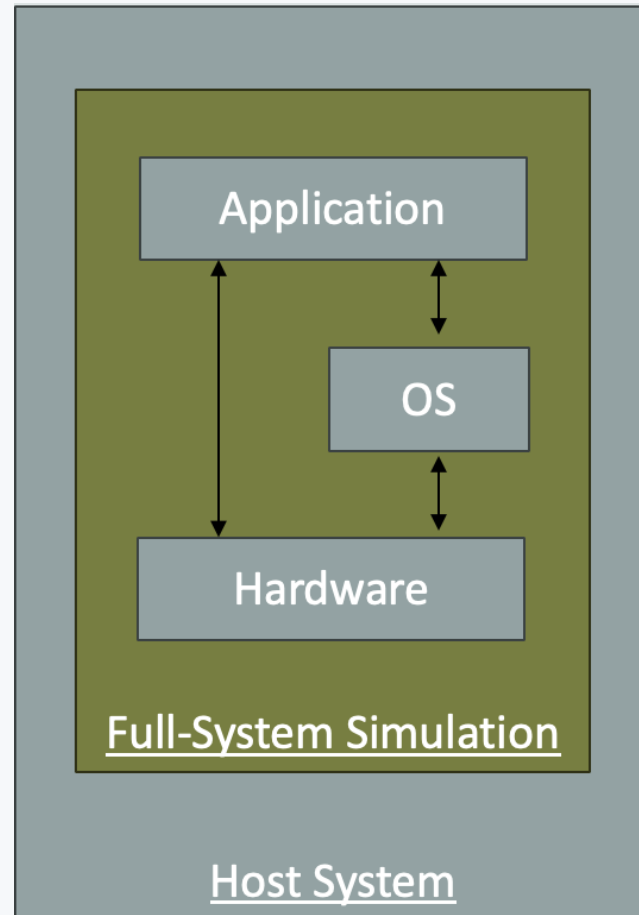 Application
OS
Hardware
Full-System Simulation
Host System